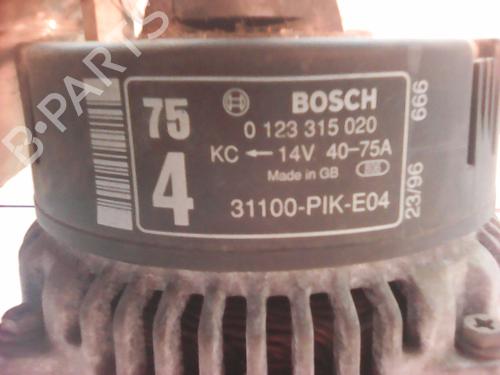 75
4
BOSCH
0 123 315 020
KC ← 14V 40-75A
Made in GB
31100-PIK-E04
23/96 666
B-PARTS